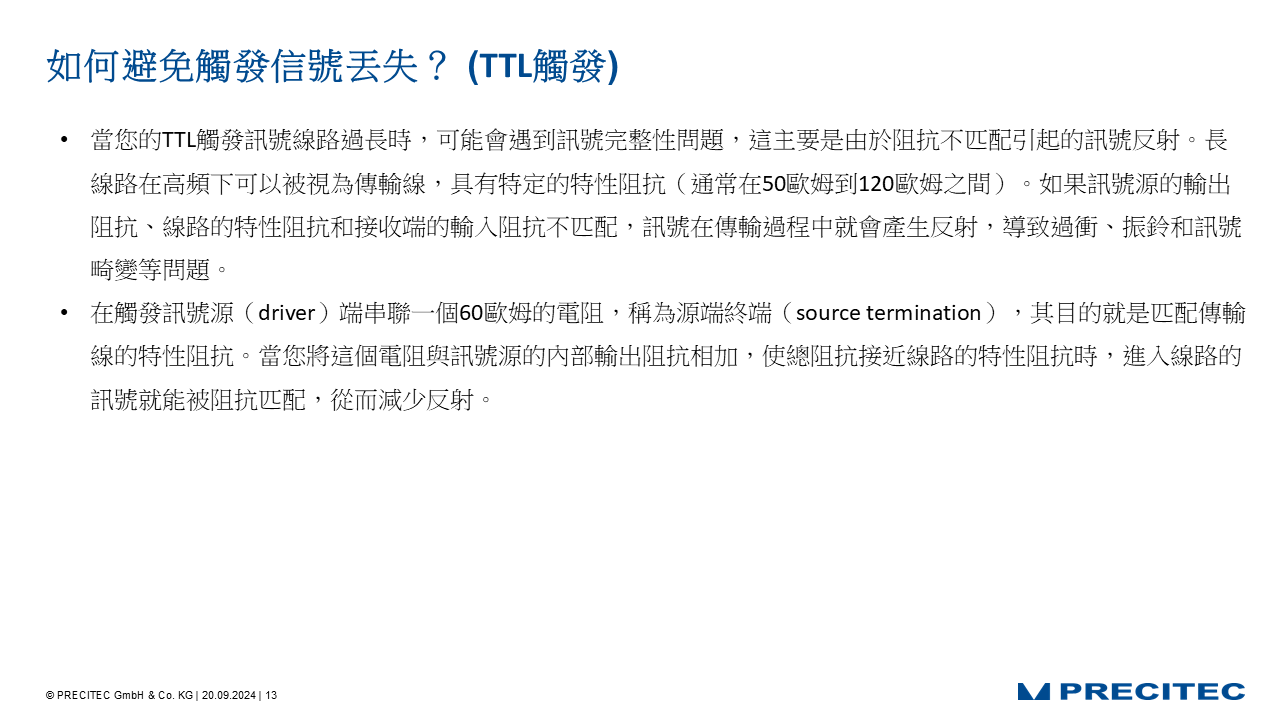 如何避免觸發信號丟失？ (TTL觸發)
• 當您的TTL觸發訊號線路過長時，可能會遇到訊號完整性問題，這主要是由於阻抗不匹配引起的訊號反射。長
線路在高頻下可以被視為傳輸線，具有特定的特性阻抗（通常在50歐姆到120歐姆之間）。如果訊號源的輸出
阻抗、線路的特性阻抗和接收端的輸入阻抗不匹配，訊號在傳輸過程中就會產生反射，導致過衝、振鈴和訊號
畸變等問題。
• 在觸發訊號源（driver）端串聯一個60歐姆的電阻，稱為源端終端（source termination），其目的就是匹配傳輸
線的特性阻抗。當您將這個電阻與訊號源的內部輸出阻抗相加，使總阻抗接近線路的特性阻抗時，進入線路的
訊號就能被阻抗匹配，從而減少反射。
© PRECITEC GmbH & Co. KG | 20.09.2024 | 13
PRECITEC